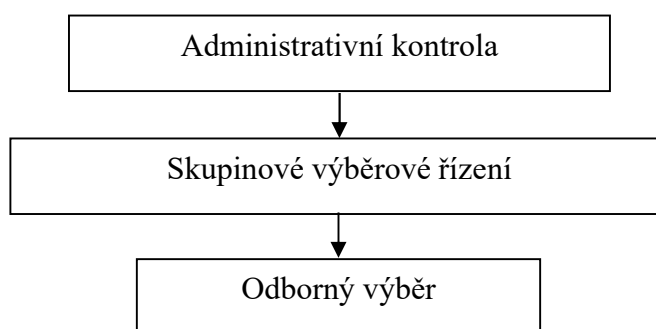 Administrativní kontrola
Skupinové výběrové řízení
Odborný výběr